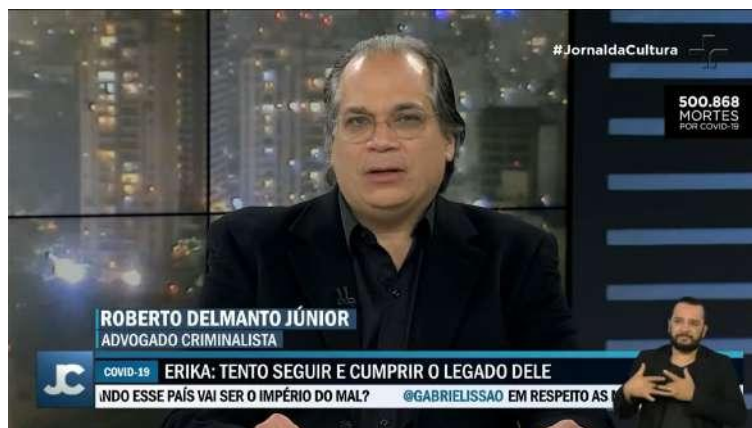 #JornaldaCultura
500.868
MORTES
POR COVID-19
ROBERTO DELMANTO JÚNIOR
ADVOGADO CRIMINALISTA
JC
COVID-19 ERIKA: TENTO SEGUIR E CUMPRIR O LEGADO DELE
ESSE PAÍS VAI SER O IMPÉRIO DO MAL? @GABRIELISSAO EM RESPEITO AS